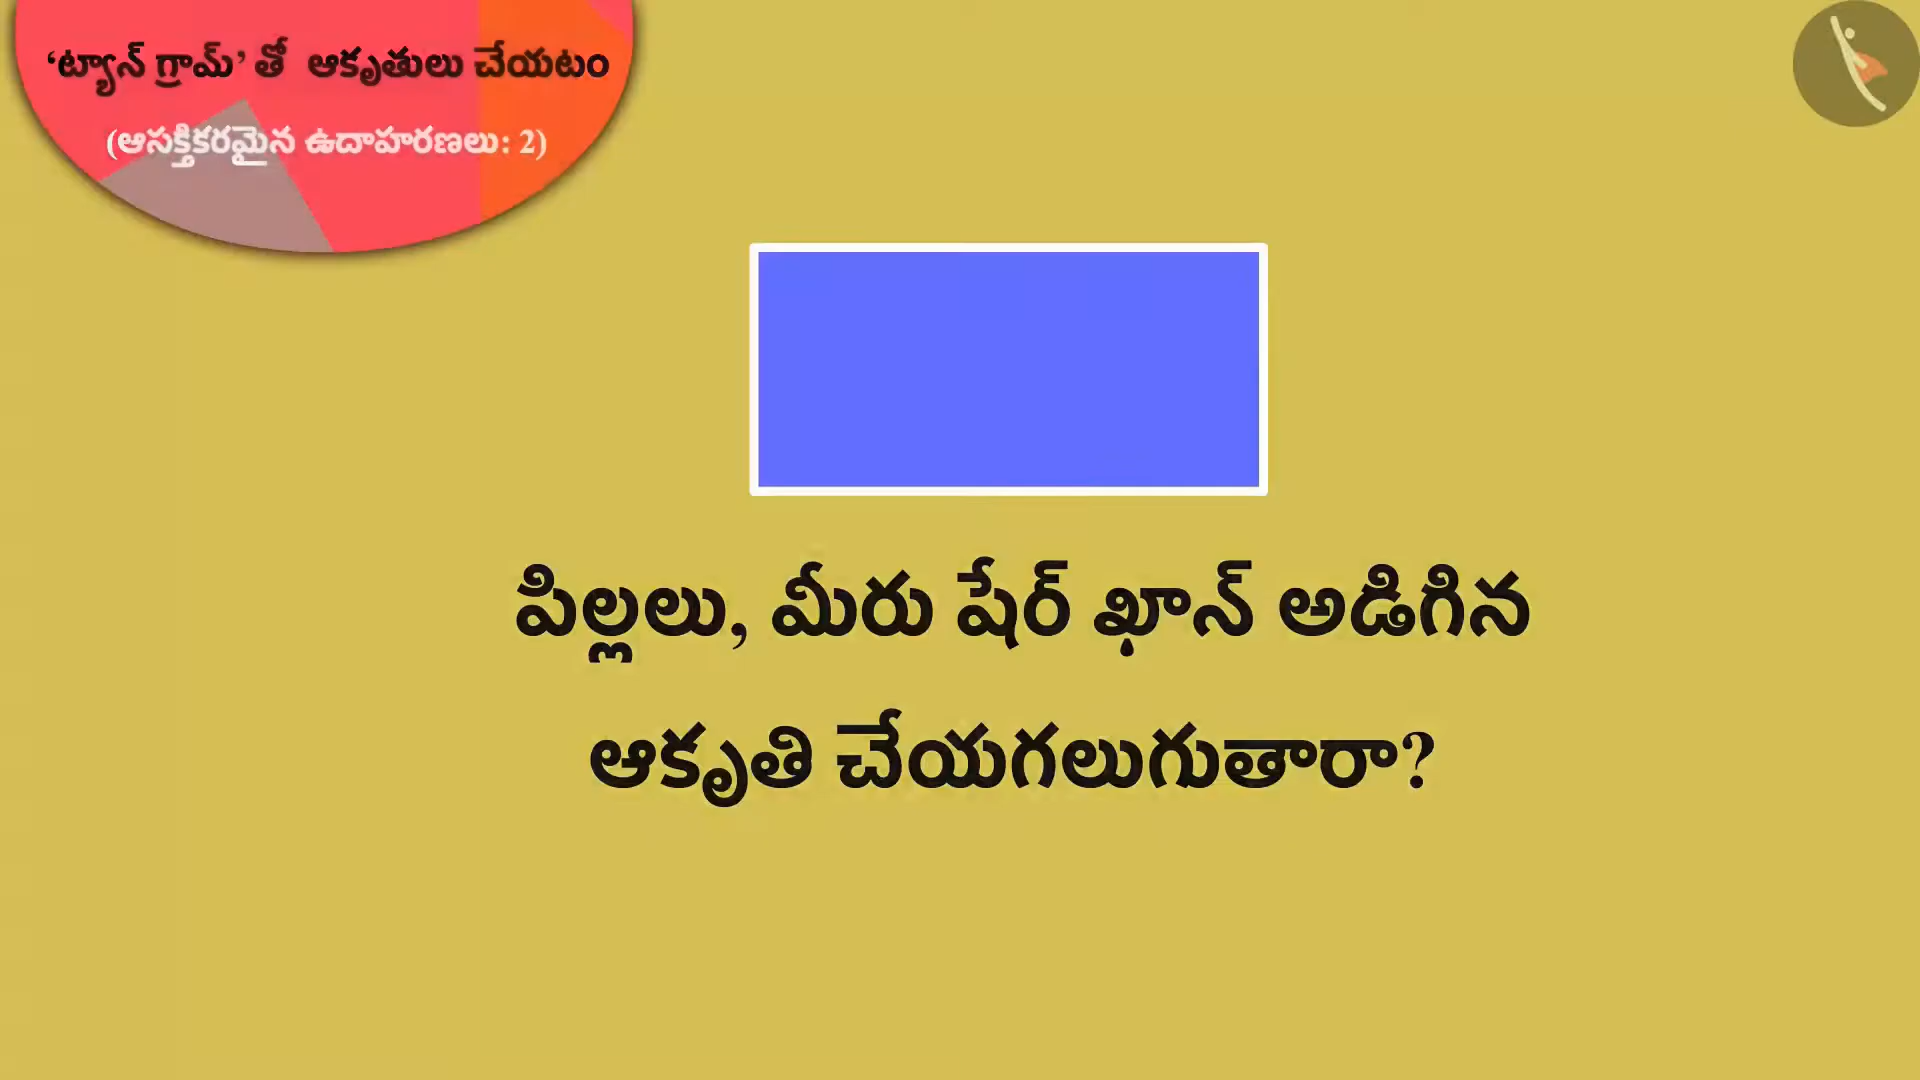 ‘ట్యాన్ గ్రామ్’ తో ఆకృతులు చేయటం
(ఆసక్తికరమైన ఉదాహరణలు: 2)
పిల్లలు, మీరు షేర్ ఖాన్ అడిగిన
ఆకృతి చేయగలుగుతారా?